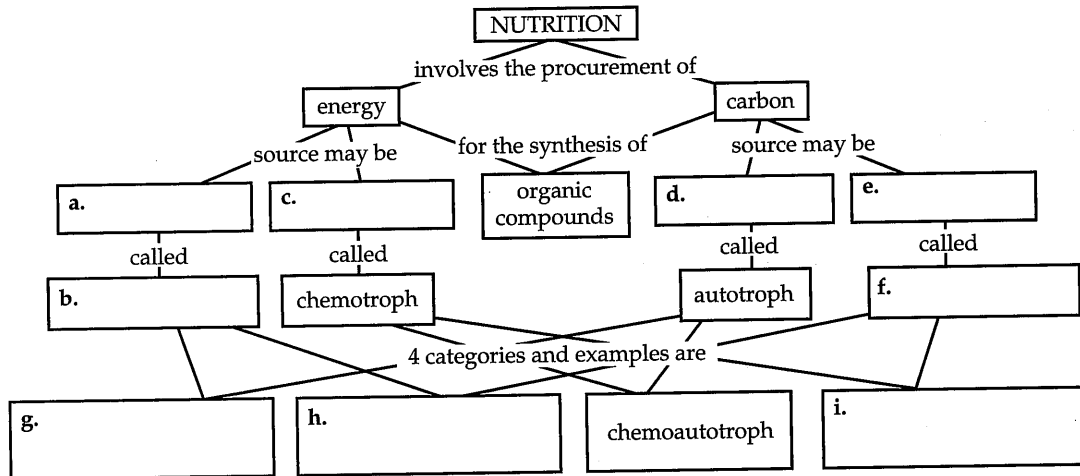 NUTRITION
involves the procurement of
energy
carbon
source may be
for the synthesis of
source may be
a.
c.
organic
compounds
d.
e.
called
called
called
called
b.
chemotroph
autotroph
f.
4 categories and examples are
g.
h.
chemoautotroph
i.